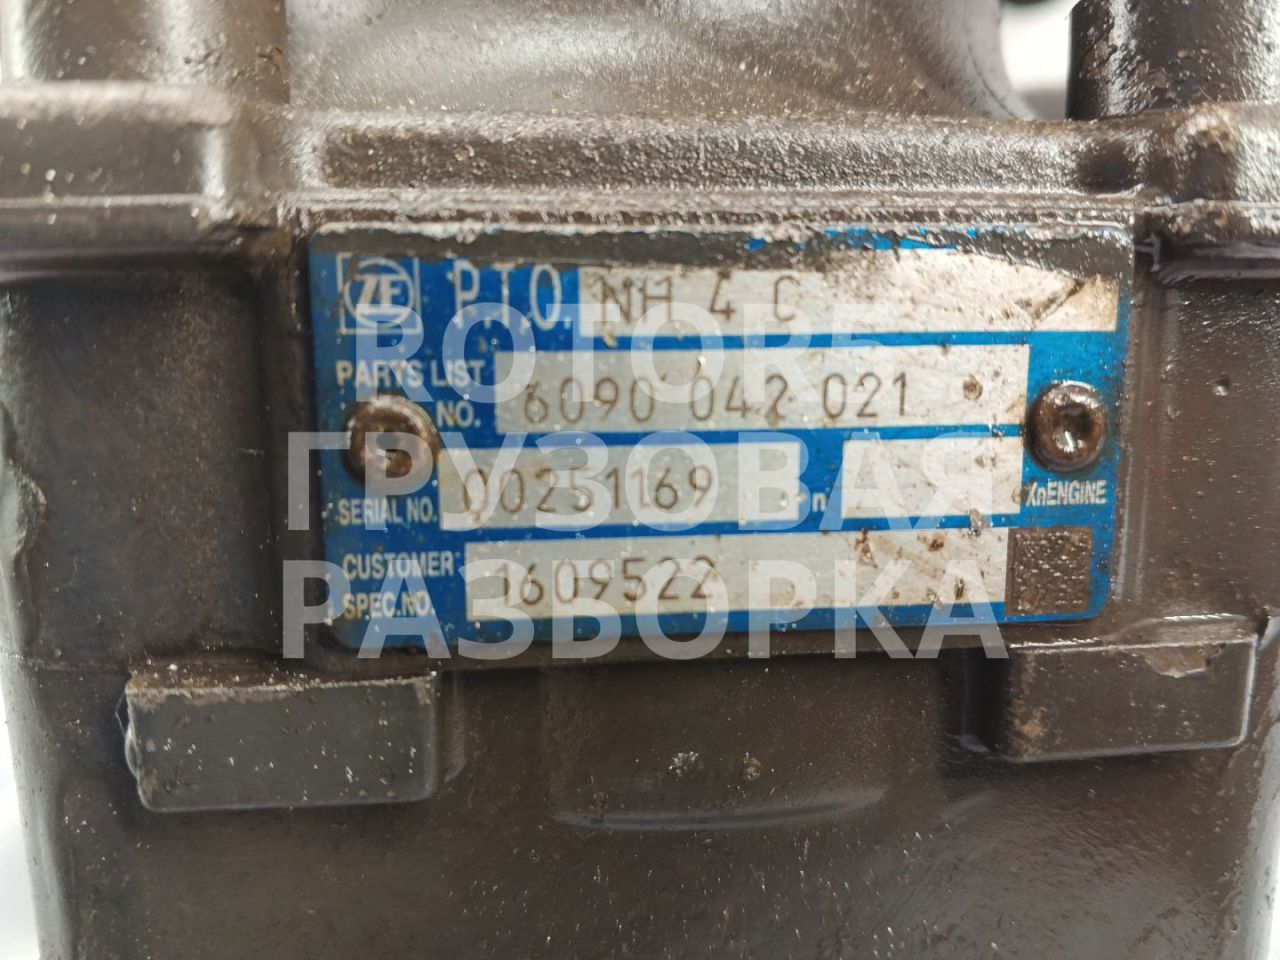 ZF P.T.O. NH 4 C
PARTS LIST NO. 6090 042 021
SERIAL NO. 00251169 n XnENGINE
CUSTOMER SPEC.NO. 1609522
ROTORБ
ГРУЗОВАЯ
РАЗБОРКА